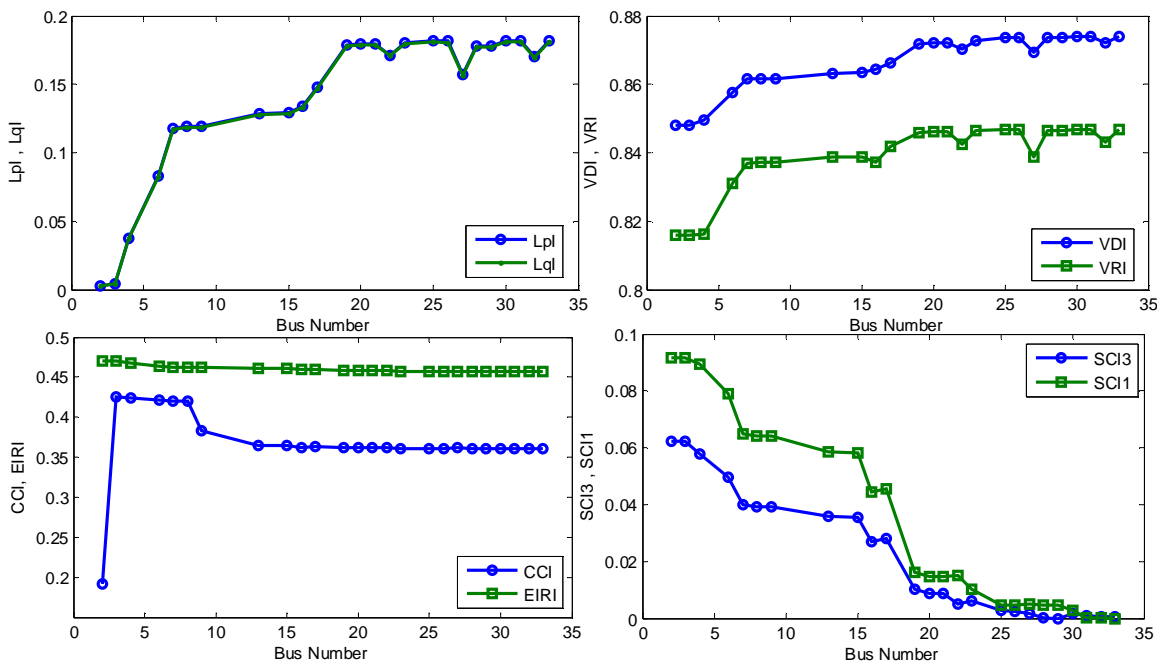 0.2
0.15
0.1
0.05
0
LpI , LqI
0 5 10 15 20 25 30 35
Bus Number
LpI
LqI
0.88
0.86
0.84
0.82
0.8
VDI , VRI
0 5 10 15 20 25 30 35
Bus Number
VDI
VRI
0.5
0.45
0.4
0.35
0.3
0.25
0.2
CCI, EIRI
0 5 10 15 20 25 30 35
Bus Number
CCI
EIRI
0.1
0.08
0.06
0.04
0.02
0
SCI3 , SCI1
0 5 10 15 20 25 30 35
Bus Number
SCI3
SCI1